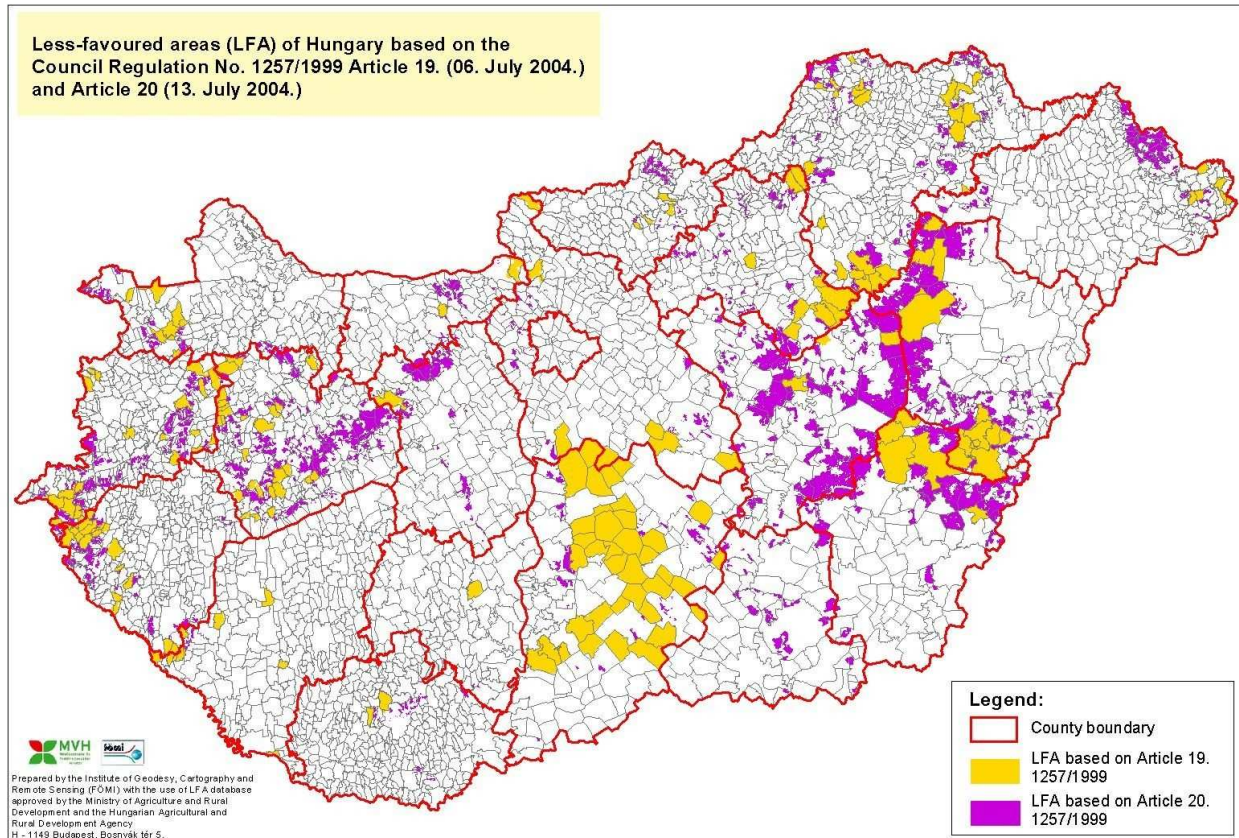 Less-favoured areas (LFA) of Hungary based on the
Council Regulation No. 1257/1999 Article 19. (06. July 2004.)
and Article 20 (13. July 2004.)
Legend:
County boundary
LFA based on Article 19.
1257/1999
LFA based on Article 20.
1257/1999
MVH
fömi
Prepared by the Institute of Geodesy, Cartography and
Remote Sensing (FÖMI) with the use of LFA database
approved by the Ministry of Agriculture and Rural
Development and the Hungarian Agricultural and
Rural Development Agency
H - 1149 Budapest, Bosnyák tér 5.